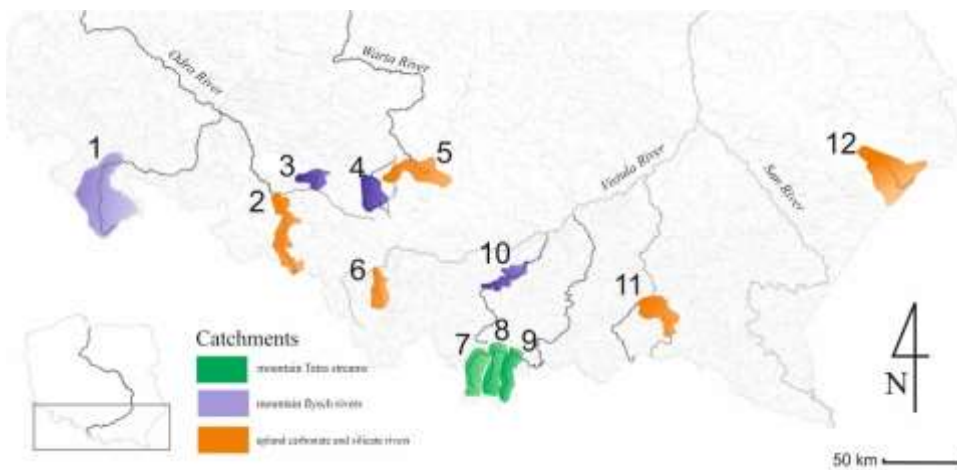 Odra River
Warta River
1
3
4
5
12
2
Vistula River
San River
10
6
11
7
8
9
Catchments
mountain Tatra streams
mountain flysch rivers
upland carbonate and silicate rivers
N
50 km